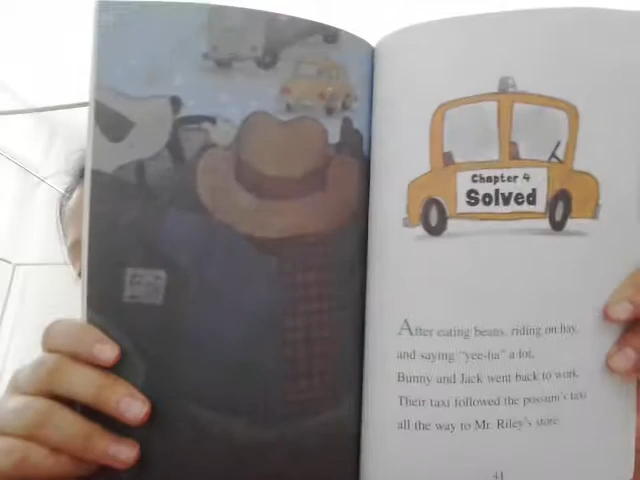 Chapter 4
Solved
After eating beans, riding on hay,
and saying "yee-ha" a lot,
Bunny and Jack went back to work.
Their taxi followed the possum's taxi
all the way to Mr. Riley's store.
41